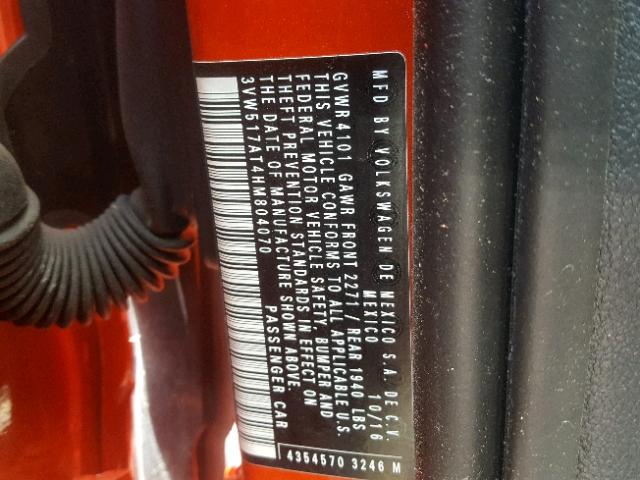 MFD BY VOLKSWAGEN DE MEXICO S.A. DE C.V.
MEXICO 10/16
GVWR 4101 GAWR FRONT 2271/ REAR 1940 LBS
THIS VEHICLE CONFORMS TO ALL APPLICABLE U.S.
FEDERAL MOTOR VEHICLE SAFETY, BUMPER AND
THEFT PREVENTION STANDARDS IN EFFECT ON
THE DATE OF MANUFACTURE SHOWN ABOVE.
3VW517AT4HM804070 PASSENGER CAR
4354570 3246 M